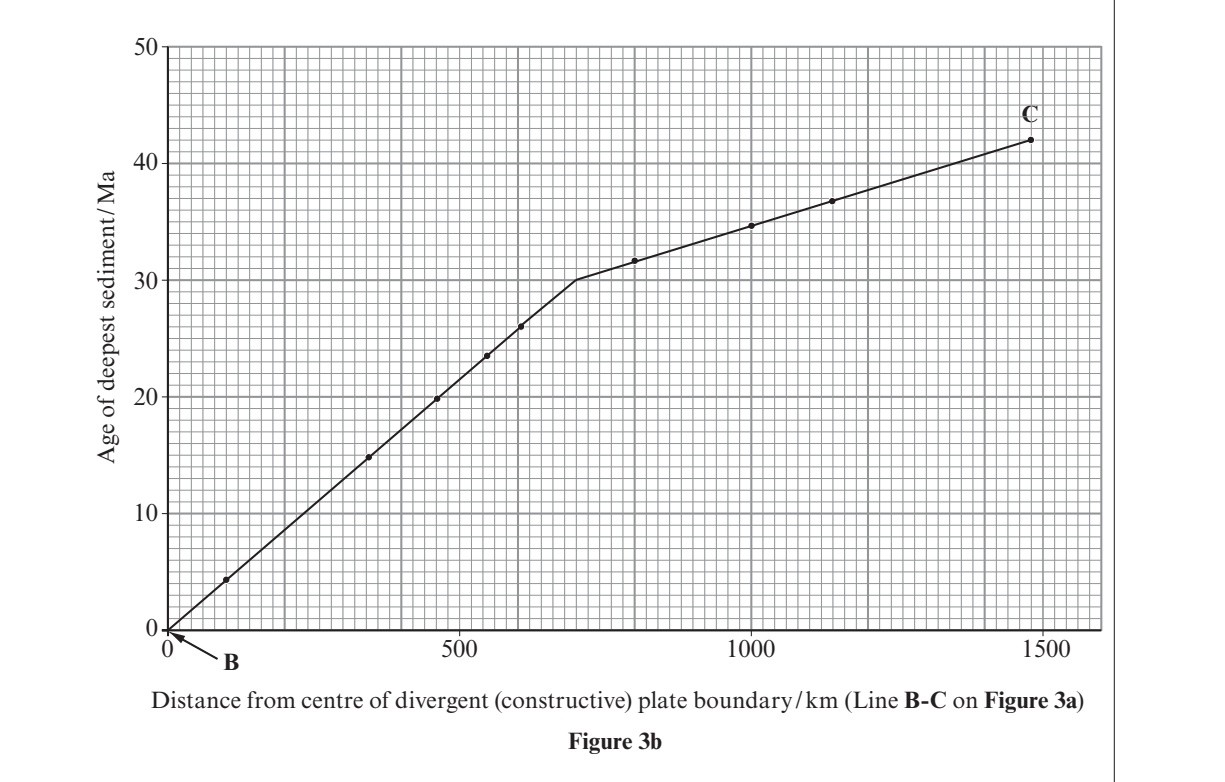 50
C
40
30
20
10
0
Age of deepest sediment/Ma
0
500
1000
1500
B
Distance from centre of divergent (constructive) plate boundary/km (Line B-C on Figure 3a)
Figure 3b